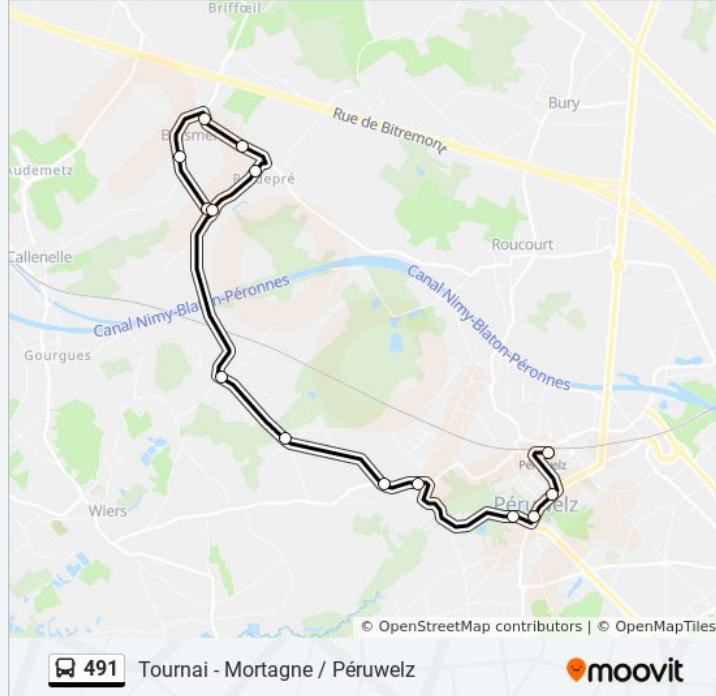 Briffœil
Bury
Rue de Bitremont
Audemetz
Callenelle
Roucourt
Canal Nimy-Blaton-Péronnes
Canal Nimy-Blaton-Péronnes
Gourgues
Péruwelz
Wiers
Péruwelz
© OpenStreetMap contributors | © OpenMapTiles
491 Tournai - Mortagne / Péruwelz
moovit